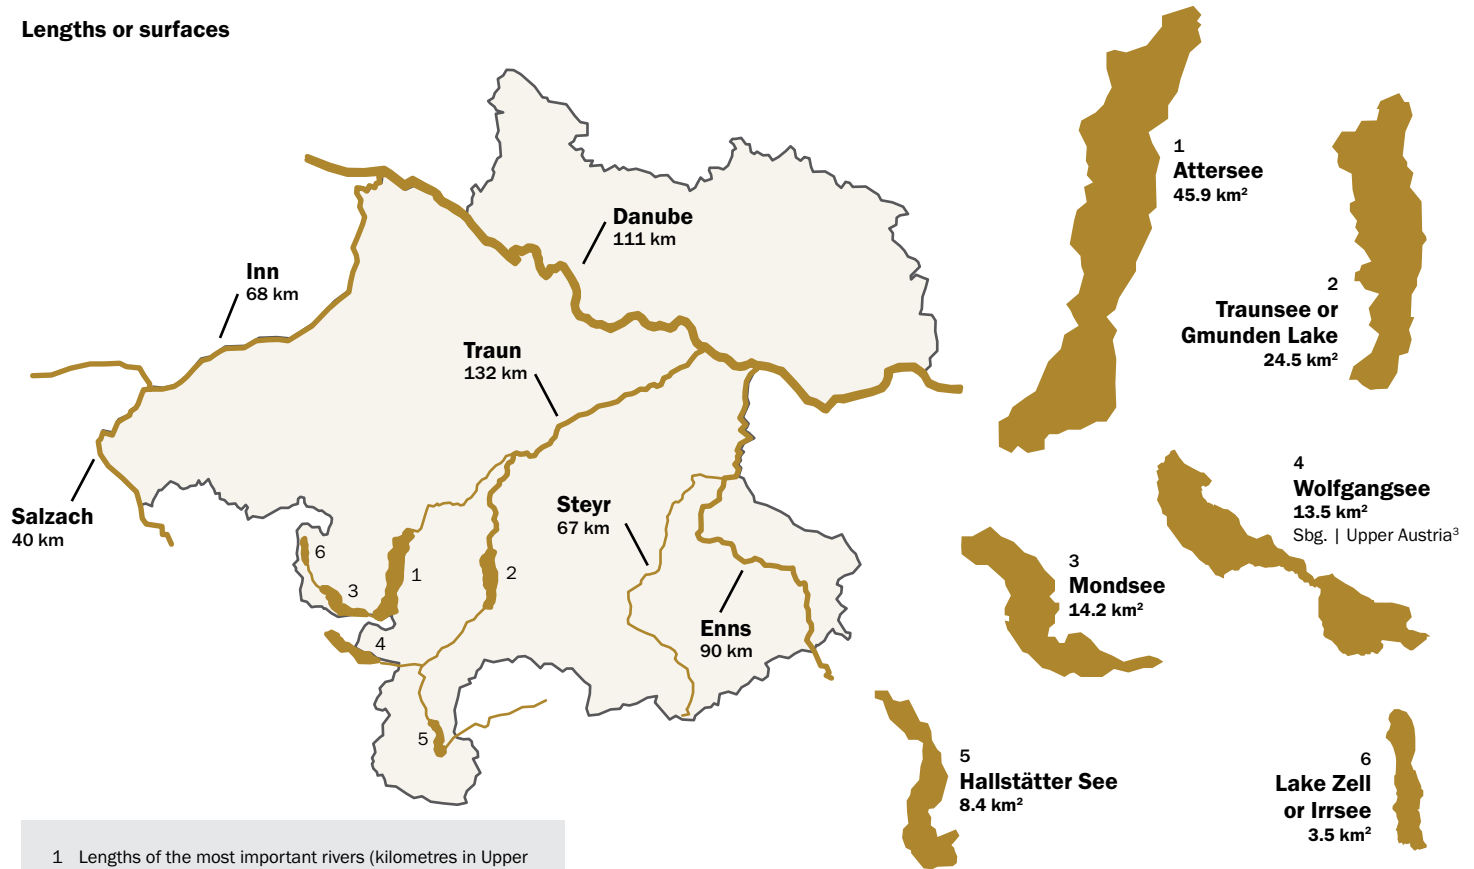 Lengths or surfaces
Danube
111 km
Inn
68 km
Traun
132 km
Salzach
40 km
Steyr
67 km
Enns
90 km
6
3
1
2
4
5
1
Attersee
45.9 km²
2
Traunsee or
Gmunden Lake
24.5 km²
3
Mondsee
14.2 km²
4
Wolfgangsee
13.5 km²
Sbg. | Upper Austria³
5
Hallstätter See
8.4 km²
6
Lake Zell
or Irrsee
3.5 km²
1 Lengths of the most important rivers (kilometres in Upper